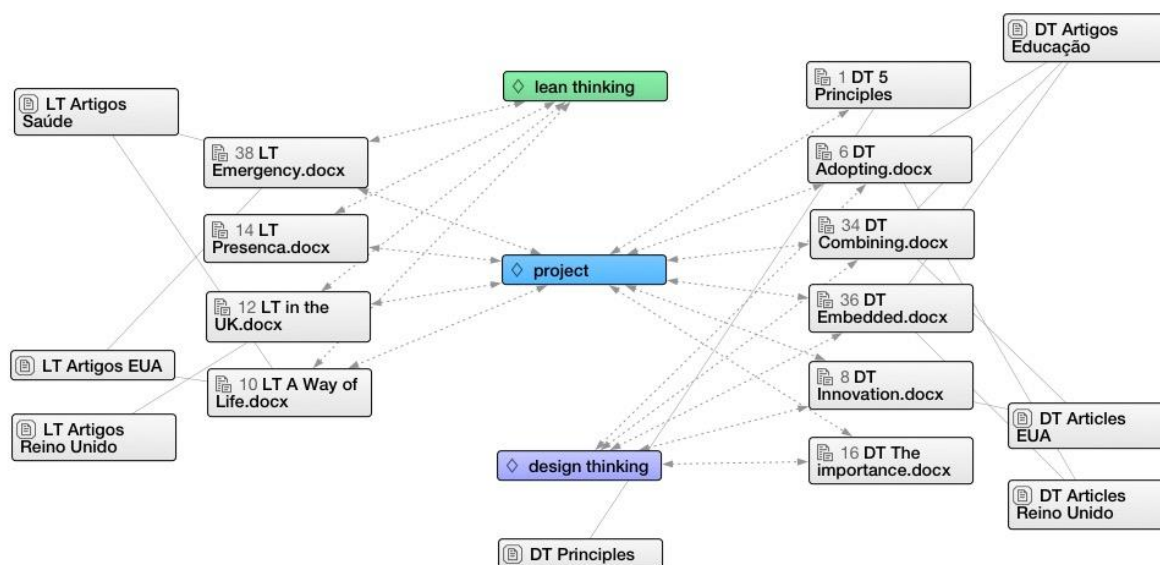 DT Artigos
Educação
lean thinking
1 DT 5
Principles
LT Artigos
Saúde
38 LT
Emergency.docx
6 DT
Adopting.docx
14 LT
Presenca.docx
34 DT
Combining.docx
project
12 LT in the
UK.docx
36 DT
Embedded.docx
LT Artigos EUA
10 LT A Way of
Life.docx
8 DT
Innovation.docx
LT Artigos
Reino Unido
DT Articles
EUA
design thinking
16 DT The
importance.docx
DT Articles
Reino Unido
DT Principles